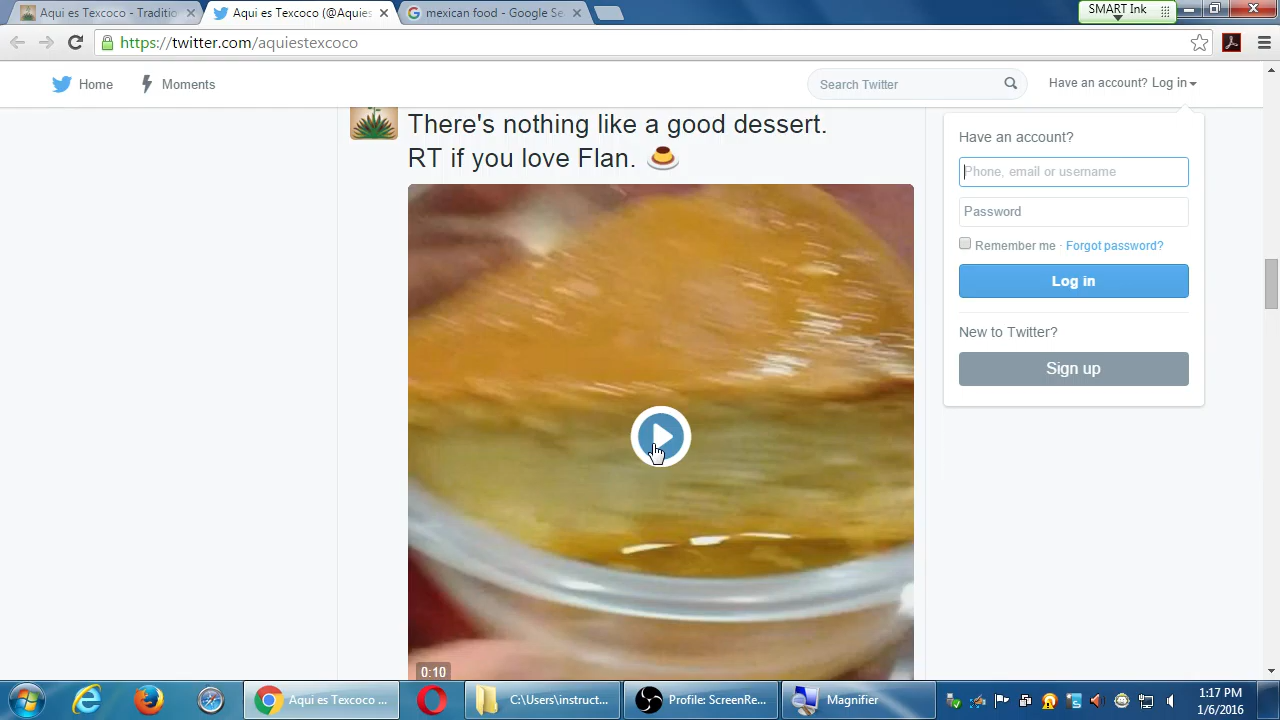 Aqui es Texcoco - Traditio
Aqui es Texcoco (@Aquies
mexican food - Google Se
SMART Ink
https://twitter.com/aquiestexcoco
Home
Moments
Search Twitter
Have an account? Log in
There's nothing like a good dessert.
RT if you love Flan.
Have an account?
Phone, email or username
Password
Remember me · Forgot password?
Log in
New to Twitter?
Sign up
0:10
Aqui es Texcoco ...
C:\Users\instruct...
Profile: ScreenRe...
Magnifier
1:17 PM
1/6/2016